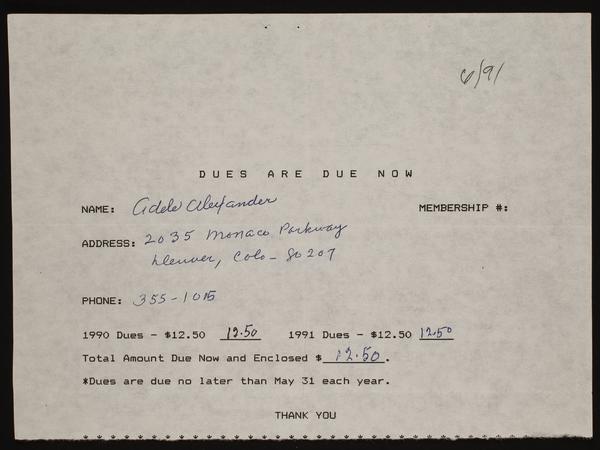 6/91
DUES ARE DUE NOW
NAME: Adele Alexander MEMBERSHIP #:
ADDRESS: 2035 Monaco Parkway
Denver, Colo- 80207
PHONE: 355-1015
1990 Dues - $12.50 12.50 1991 Dues - $12.50 12.50
Total Amount Due Now and Enclosed $ 12.50.
*Dues are due no later than May 31 each year.
THANK YOU